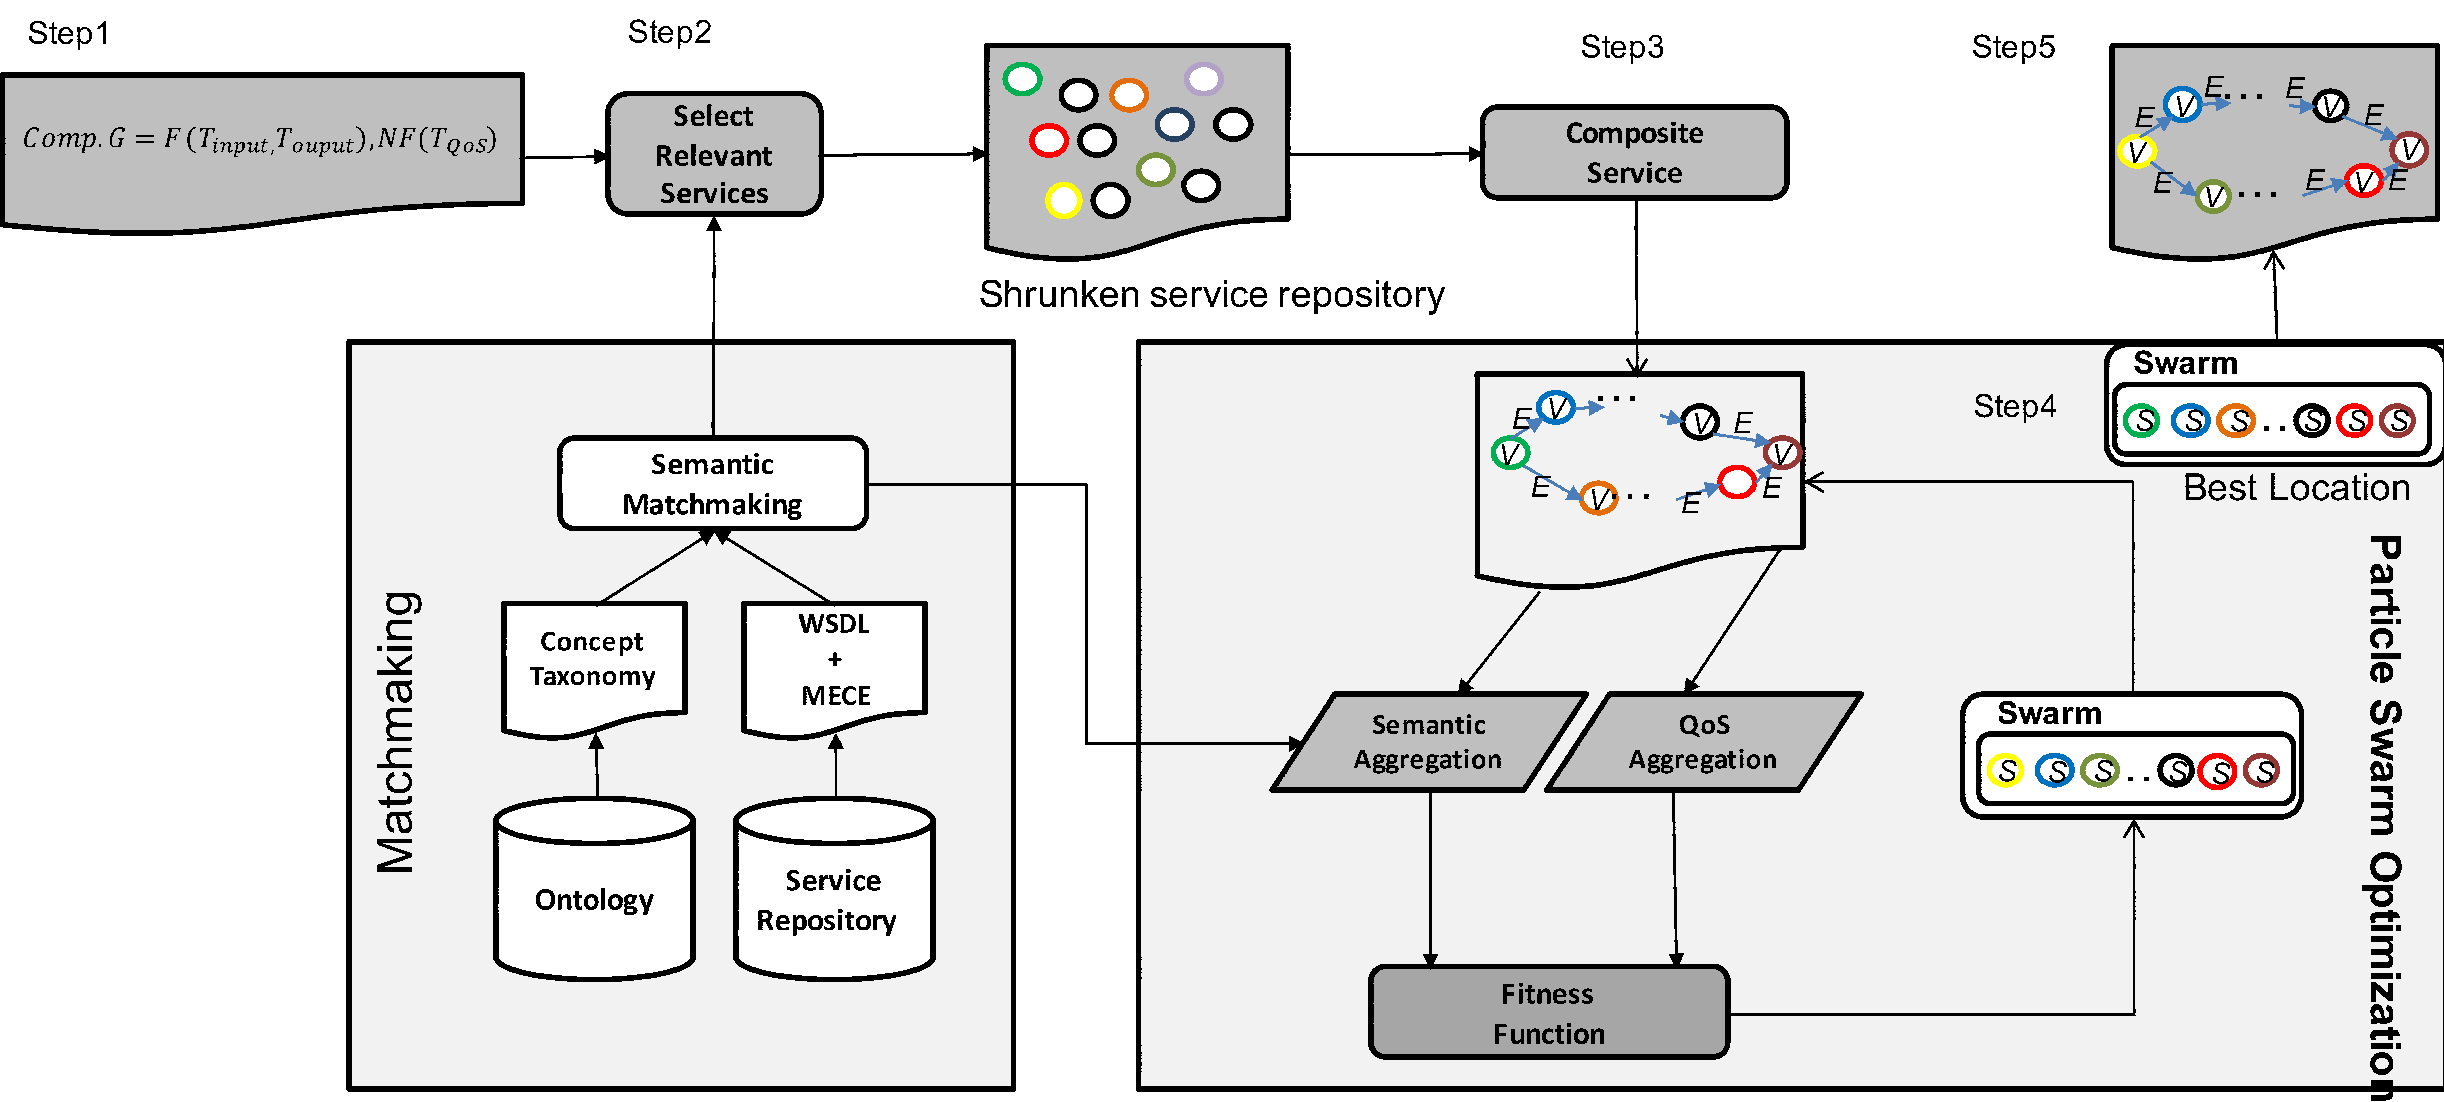 Step1
Step2
Step3
Step5
Comp. G = F(T_input,T_ouput),NF(T_QoS)
Select
Relevant
Services
Composite
Service
E
E
. . .
E
V
V
E
V
V
E
V
. . .
E
V
E
Shrunken service repository
Matchmaking
Semantic
Matchmaking
Concept
Taxonomy
WSDL
+
MECE
Ontology
Service
Repository
E
V
. . .
V
E
V
V
E
V
. . .
E
E
Step4
Swarm
S
S
S
. .
S
S
S
Best Location
Particle Swarm Optimization
Semantic
Aggregation
QoS
Aggregation
Swarm
S
S
S
. .
S
S
S
Fitness
Function